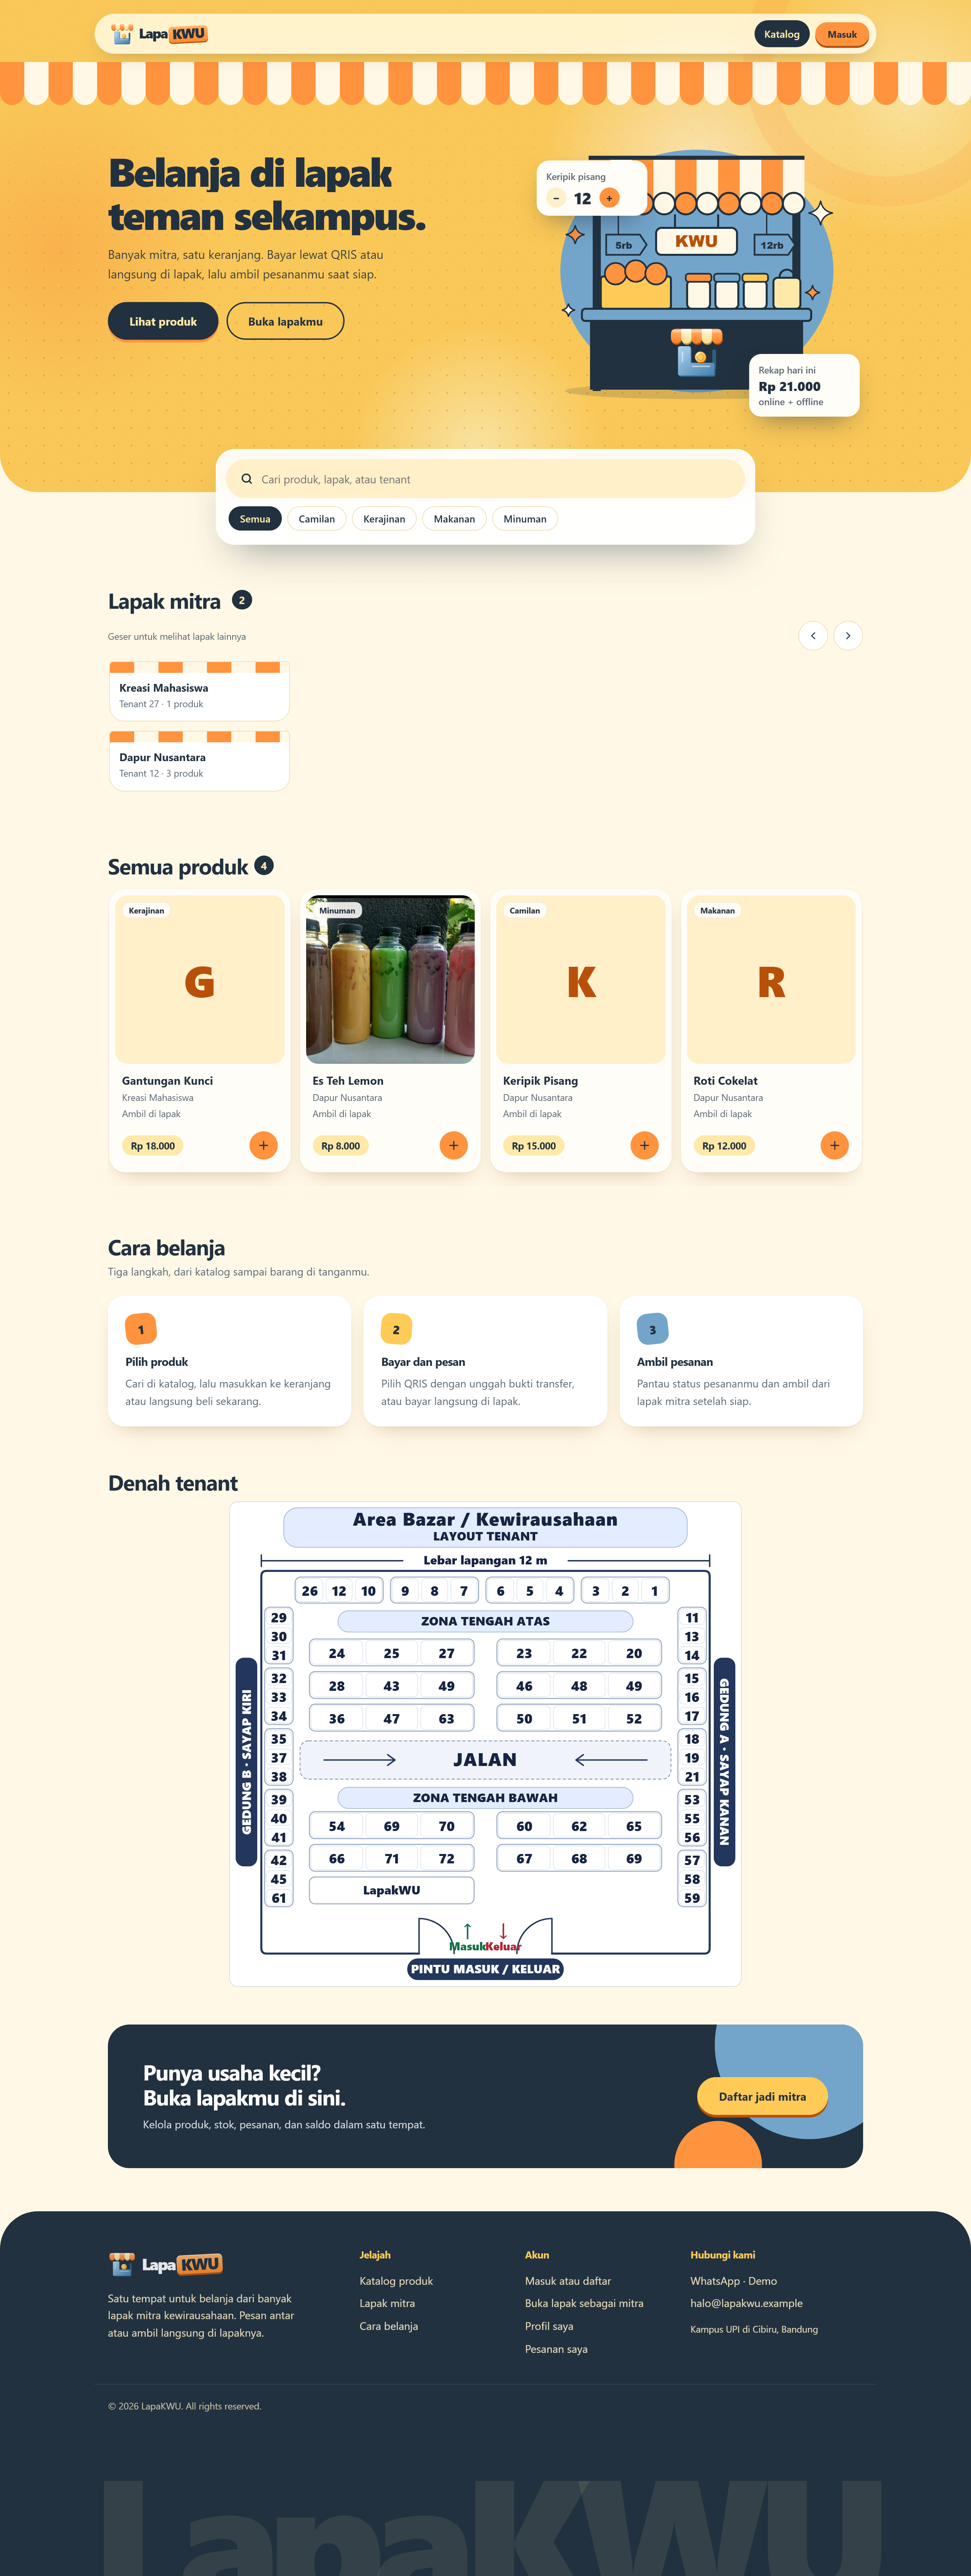 LapaKWU
Katalog
Masuk
Belanja di lapak
teman sekampus.
Banyak mitra, satu keranjang. Bayar lewat QRIS atau
langsung di lapak, lalu ambil pesananmu saat siap.
Lihat produk
Buka lapakmu
Keripik pisang
− 12 +
5rb
KWU
12rb
Rekap hari ini
Rp 21.000
online + offline
Cari produk, lapak, atau tenant
Semua
Camilan
Kerajinan
Makanan
Minuman
Lapak mitra 2
Geser untuk melihat lapak lainnya
Kreasi Mahasiswa
Tenant 27 · 1 produk
Dapur Nusantara
Tenant 12 · 3 produk
Semua produk 4
Kerajinan
G
Gantungan Kunci
Kreasi Mahasiswa
Ambil di lapak
Rp 18.000
+
Minuman
Es Teh Lemon
Dapur Nusantara
Ambil di lapak
Rp 8.000
+
Camilan
K
Keripik Pisang
Dapur Nusantara
Ambil di lapak
Rp 15.000
+
Makanan
R
Roti Cokelat
Dapur Nusantara
Ambil di lapak
Rp 12.000
+
Cara belanja
Tiga langkah, dari katalog sampai barang di tanganmu.
1
Pilih produk
Cari di katalog, lalu masukkan ke keranjang
atau langsung beli sekarang.
2
Bayar dan pesan
Pilih QRIS dengan unggah bukti transfer,
atau bayar langsung di lapak.
3
Ambil pesanan
Pantau status pesananmu dan ambil dari
lapak mitra setelah siap.
Denah tenant
Area Bazar / Kewirausahaan
LAYOUT TENANT
Lebar lapangan 12 m
26 12 10 9 8 7 6 5 4 3 2 1
GEDUNG B · SAYAP KIRI
29
30
31
32
33
34
35
37
38
39
40
41
42
45
61
ZONA TENGAH ATAS
24 25 27 23 22 20
28 43 49 46 48 49
36 47 63 50 51 52
JALAN
ZONA TENGAH BAWAH
54 69 70 60 62 65
66 71 72 67 68 69
LapakWU
11
13
14
15
16
17
18
19
21
53
55
56
57
58
59
GEDUNG A · SAYAP KANAN
Masuk
Keluar
PINTU MASUK / KELUAR
Punya usaha kecil?
Buka lapakmu di sini.
Kelola produk, stok, pesanan, dan saldo dalam satu tempat.
Daftar jadi mitra
LapaKWU
Satu tempat untuk belanja dari banyak
lapak mitra kewirausahaan. Pesan antar
atau ambil langsung di lapaknya.
Jelajah
Katalog produk
Lapak mitra
Cara belanja
Akun
Masuk atau daftar
Buka lapak sebagai mitra
Profil saya
Pesanan saya
Hubungi kami
WhatsApp · Demo
halo@lapakwu.example
Kampus UPI di Cibiru, Bandung
© 2026 LapaKWU. All rights reserved.
LapaKWU